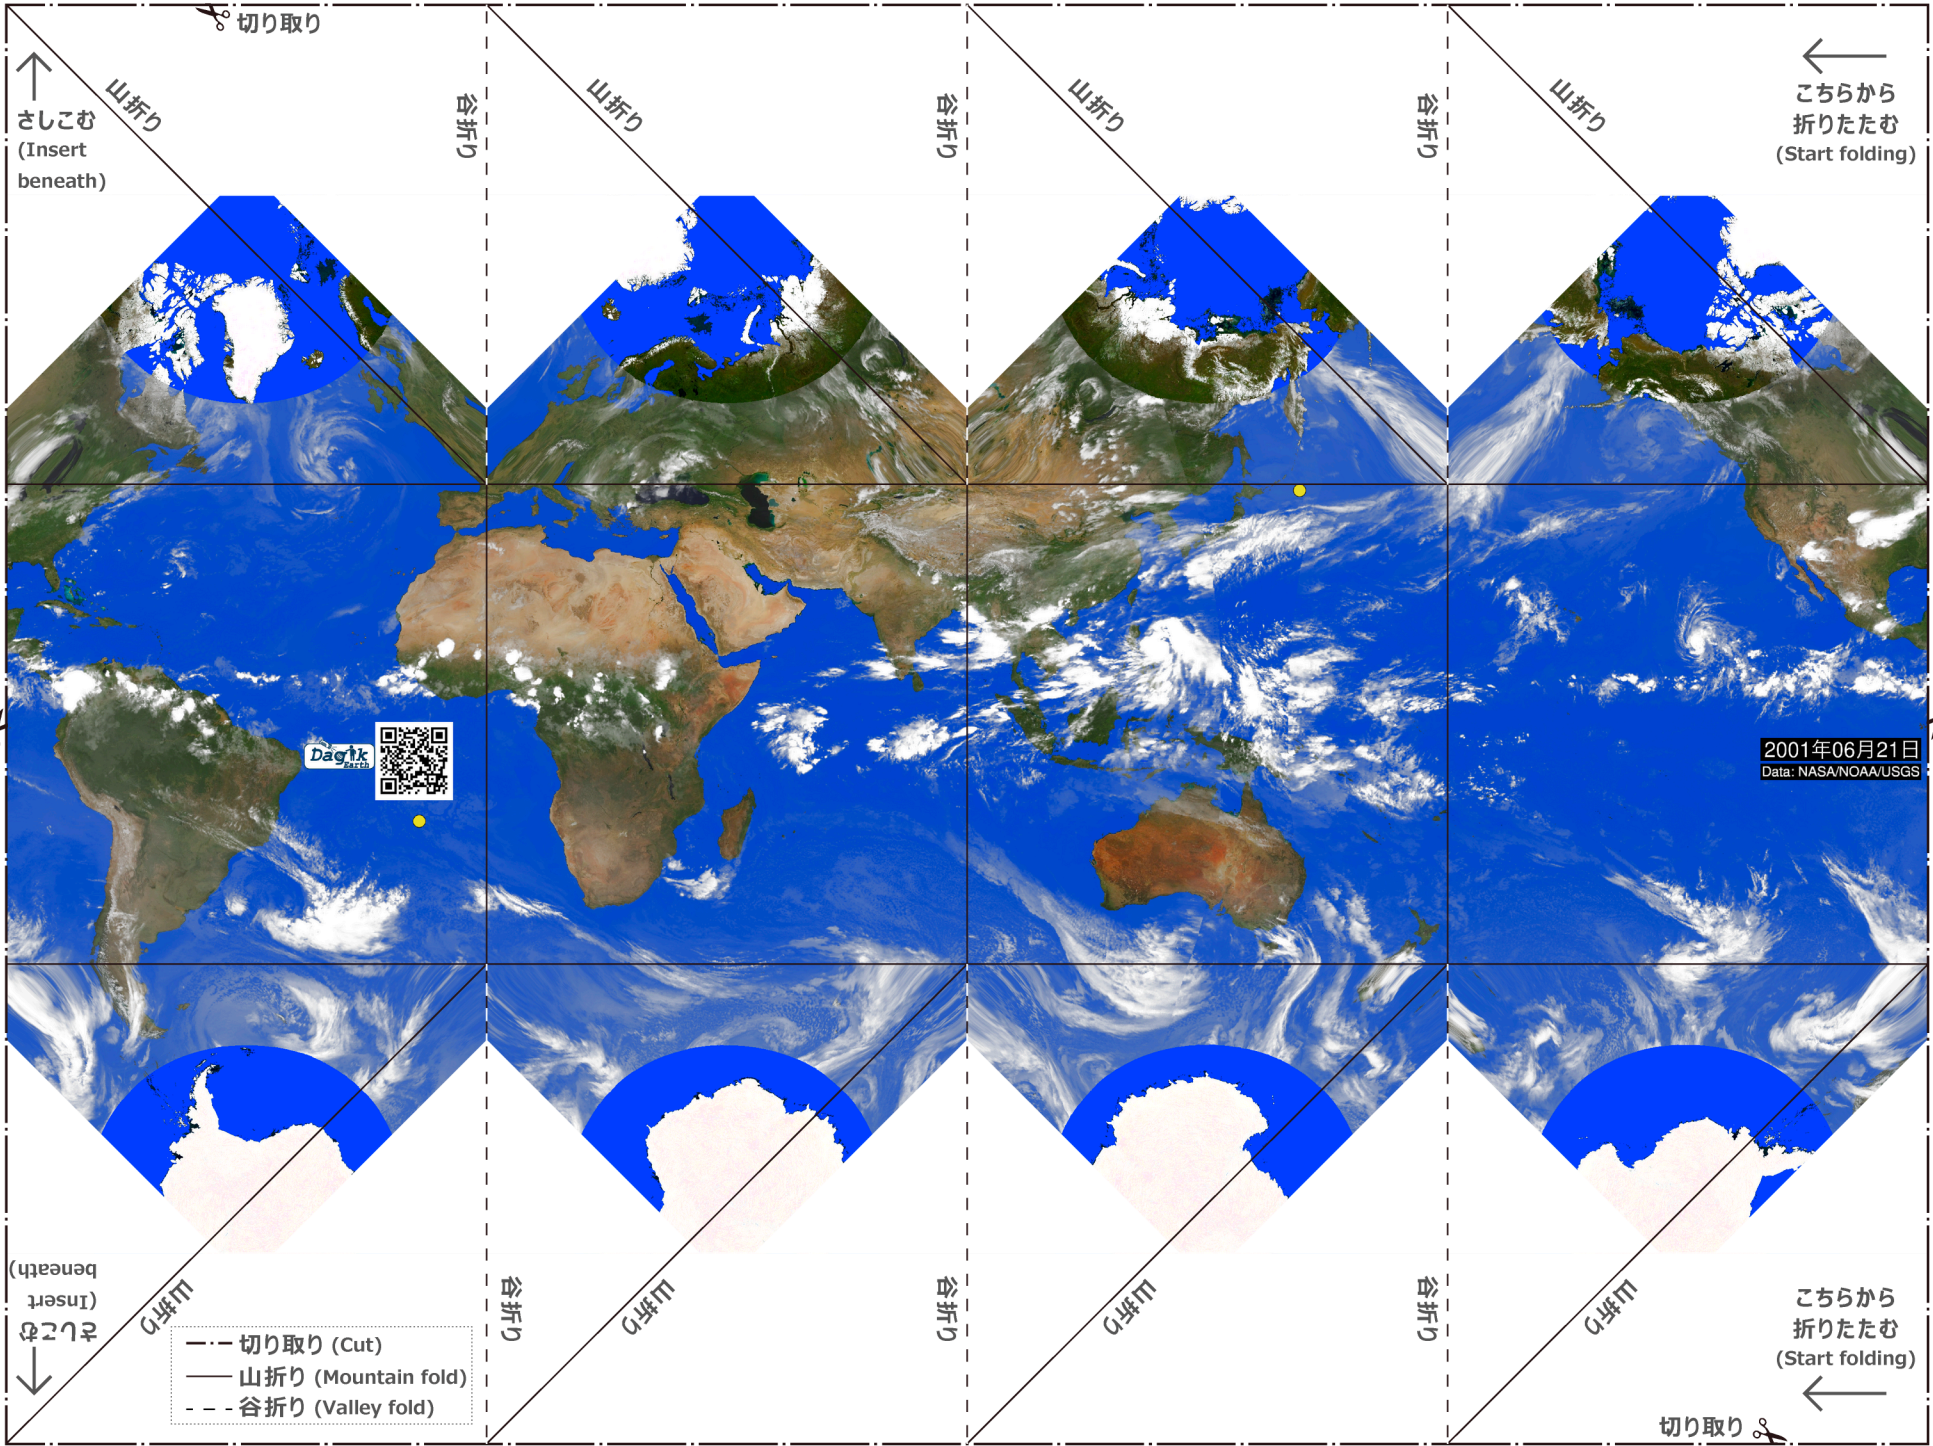 切り取り
山折り
谷折り
山折り
谷折り
山折り
谷折り
山折り
さしこむ
(Insert
beneath)
こちらから
折りたたむ
(Start folding)
Dagik
Earth
2001年06月21日
Data: NASA/NOAA/USGS
さしこむ
(Insert
beneath)
山折り
谷折り
山折り
谷折り
山折り
谷折り
山折り
こちらから
折りたたむ
(Start folding)
切り取り (Cut)
山折り (Mountain fold)
谷折り (Valley fold)
切り取り